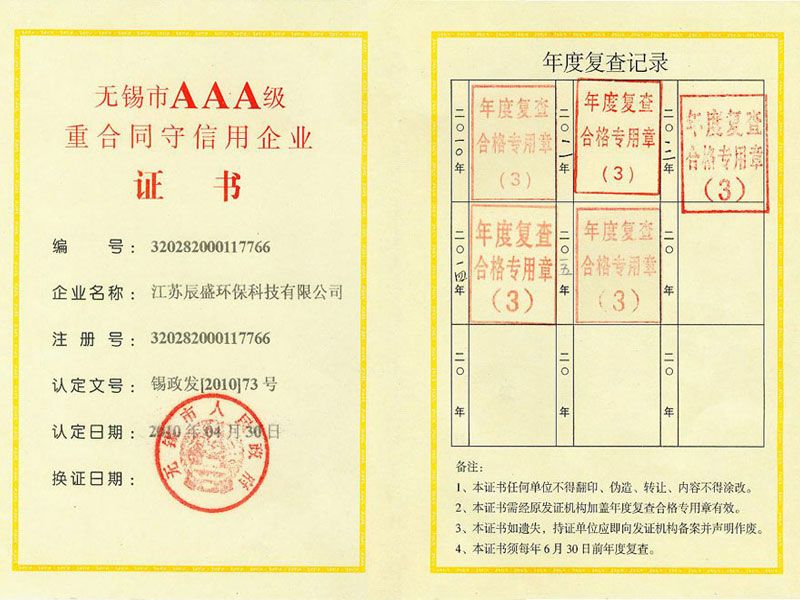 无锡市AAA级
重合同守信用企业
证 书
编 号：320282000117766
企业名称：江苏辰盛环保科技有限公司
注 册 号：320282000117766
认定文号：锡政发[2010]73号
认定日期：2010年04月30日
换证日期：
无锡市人民政府
年度复查记录
二〇一〇年
年度复查
合格专用章
(3)
二〇一一年
年度复查
合格专用章
(3)
二〇一二年
年度复查
合格专用章
(3)
二〇一四年
年度复查
合格专用章
(3)
二〇一五年
年度复查
合格专用章
(3)
二〇 年
二〇 年
二〇 年
二〇 年
备注：
1、本证书任何单位不得翻印、伪造、转让、内容不得涂改。
2、本证书需经原发证机构加盖年度复查合格专用章有效。
3、本证书如遗失，持证单位应即向发证机构备案并声明作废。
4、本证书须每年6月30日前年度复查。